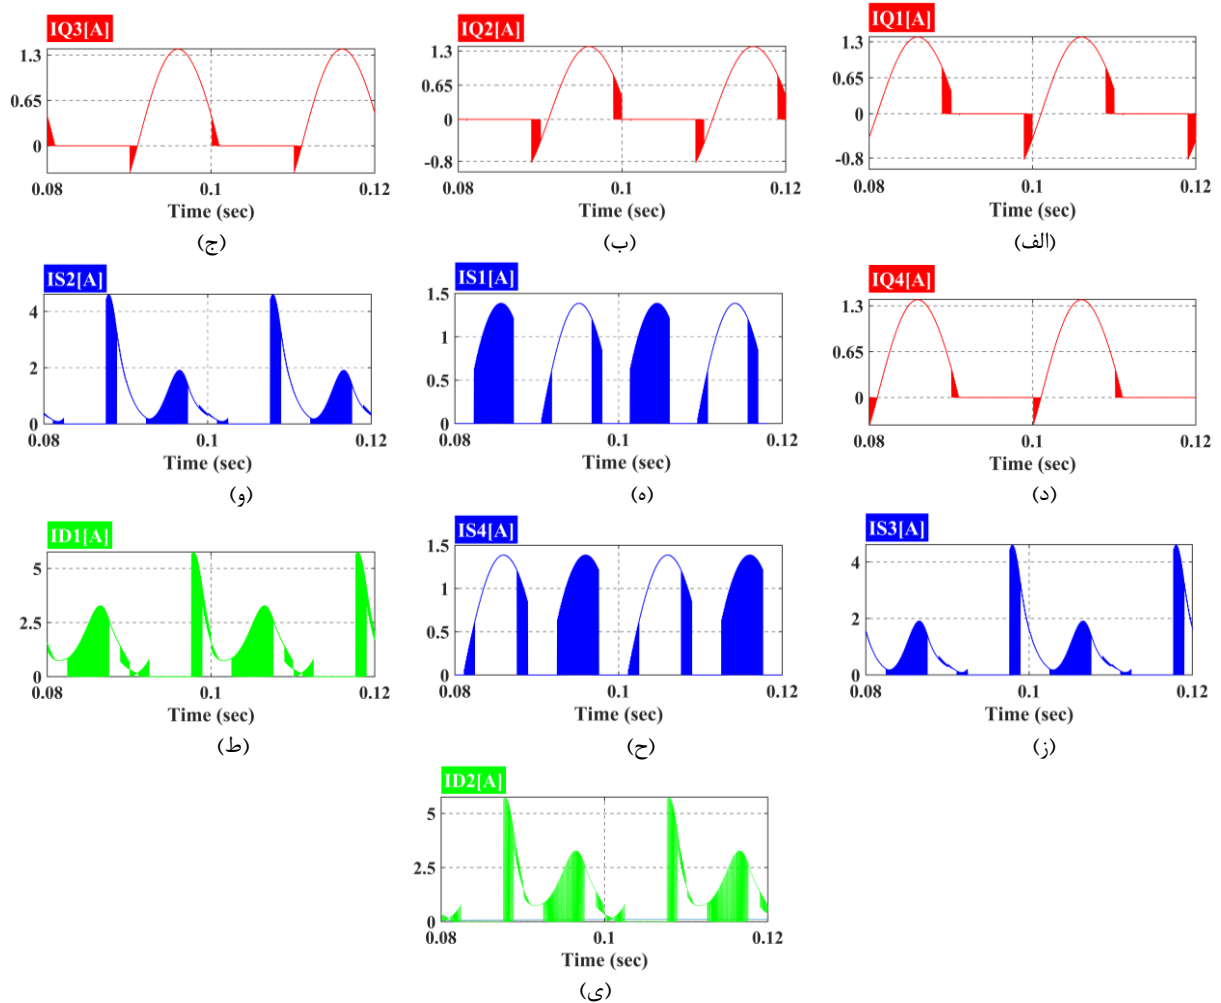 IQ1[A]
1.3
0.65
0
-0.8
0.08 0.1 0.12
Time (sec)
(الف)
IQ2[A]
1.3
0.65
0
-0.8
0.08 0.1 0.12
Time (sec)
(ب)
IQ3[A]
1.3
0.65
0
0.08 0.1 0.12
Time (sec)
(ج)
IQ4[A]
1.3
0.65
0
0.08 0.1 0.12
Time (sec)
(د)
IS1[A]
1.5
1
0.5
0
0.08 0.1 0.12
Time (sec)
(ه)
IS2[A]
4
2
0
0.08 0.1 0.12
Time (sec)
(و)
IS3[A]
4
2
0
0.08 0.1 0.12
Time (sec)
(ز)
IS4[A]
1.5
1
0.5
0
0.08 0.1 0.12
Time (sec)
(ح)
ID1[A]
5
2.5
0
0.08 0.1 0.12
Time (sec)
(ط)
ID2[A]
5
2.5
0
0.08 0.1 0.12
Time (sec)
(ی)